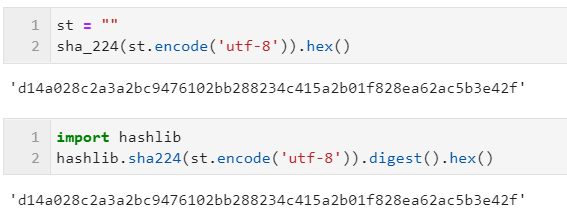 1 st = ""
2 sha_224(st.encode('utf-8')).hex()
'd14a028c2a3a2bc9476102bb288234c415a2b01f828ea62ac5b3e42f'
1 import hashlib
2 hashlib.sha224(st.encode('utf-8')).digest().hex()
'd14a028c2a3a2bc9476102bb288234c415a2b01f828ea62ac5b3e42f'